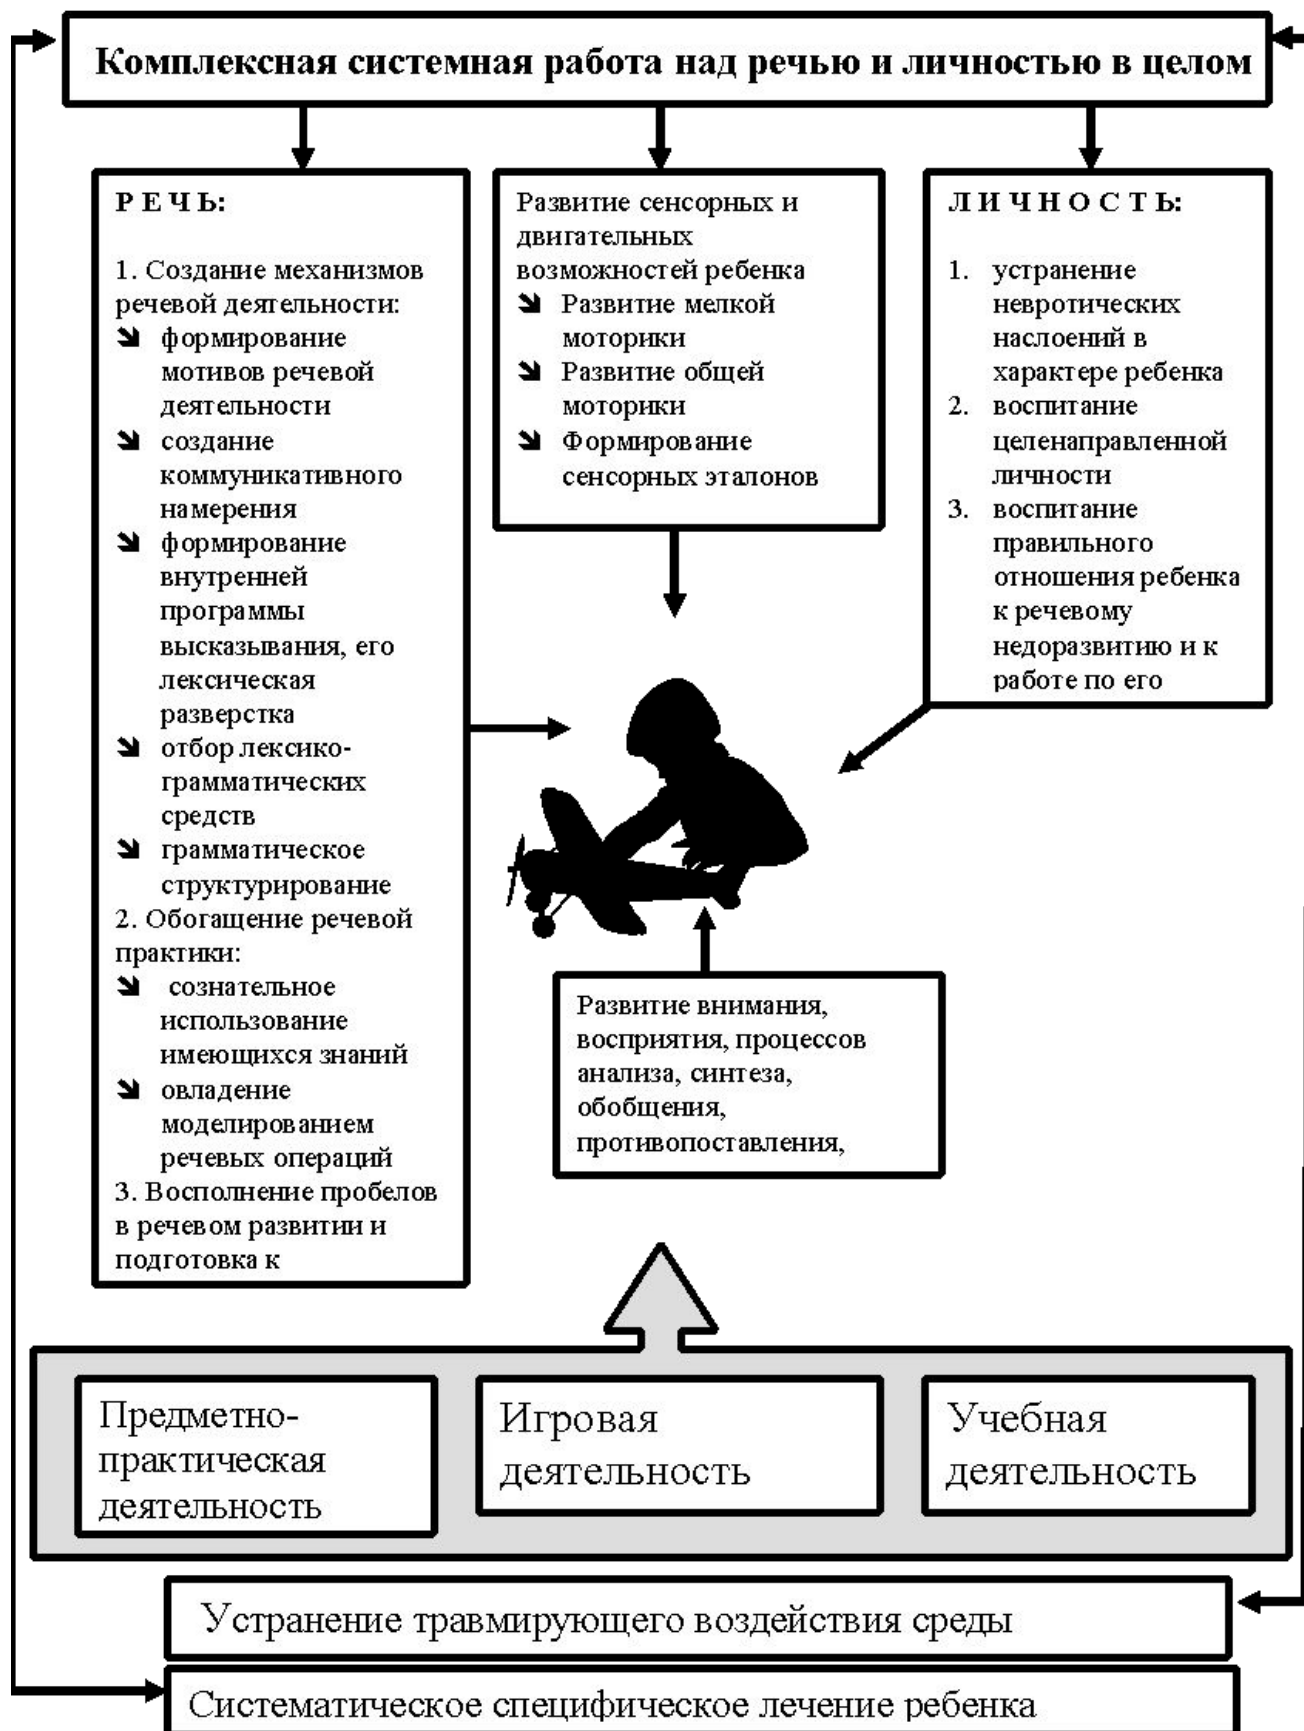 Комплексная системная работа над речью и личностью в целом
Р Е Ч Ь:
1. Создание механизмов
речевой деятельности:
формирование
мотивов речевой
деятельности
создание
коммуникативного
намерения
формирование
внутренней
программы
высказывания, его
лексическая
разверстка
отбор лексико-
грамматических
средств
грамматическое
структурирование
2. Обогащение речевой
практики:
сознательное
использование
имеющихся знаний
овладение
моделированием
речевых операций
3. Восполнение пробелов
в речевом развитии и
подготовка к
Развитие сенсорных и
двигательных
возможностей ребенка
Развитие мелкой
моторики
Развитие общей
моторики
Формирование
сенсорных эталонов
Л И Ч Н О С Т Ь:
1. устранение
невротических
наслоений в
характере ребенка
2. воспитание
целенаправленной
личности
3. воспитание
правильного
отношения ребенка
к речевому
недоразвитию и к
работе по его
Развитие внимания,
восприятия, процессов
анализа, синтеза,
обобщения,
противопоставления,
Предметно-
практическая
деятельность
Игровая
деятельность
Учебная
деятельность
Устранение травмирующего воздействия среды
Систематическое специфическое лечение ребенка